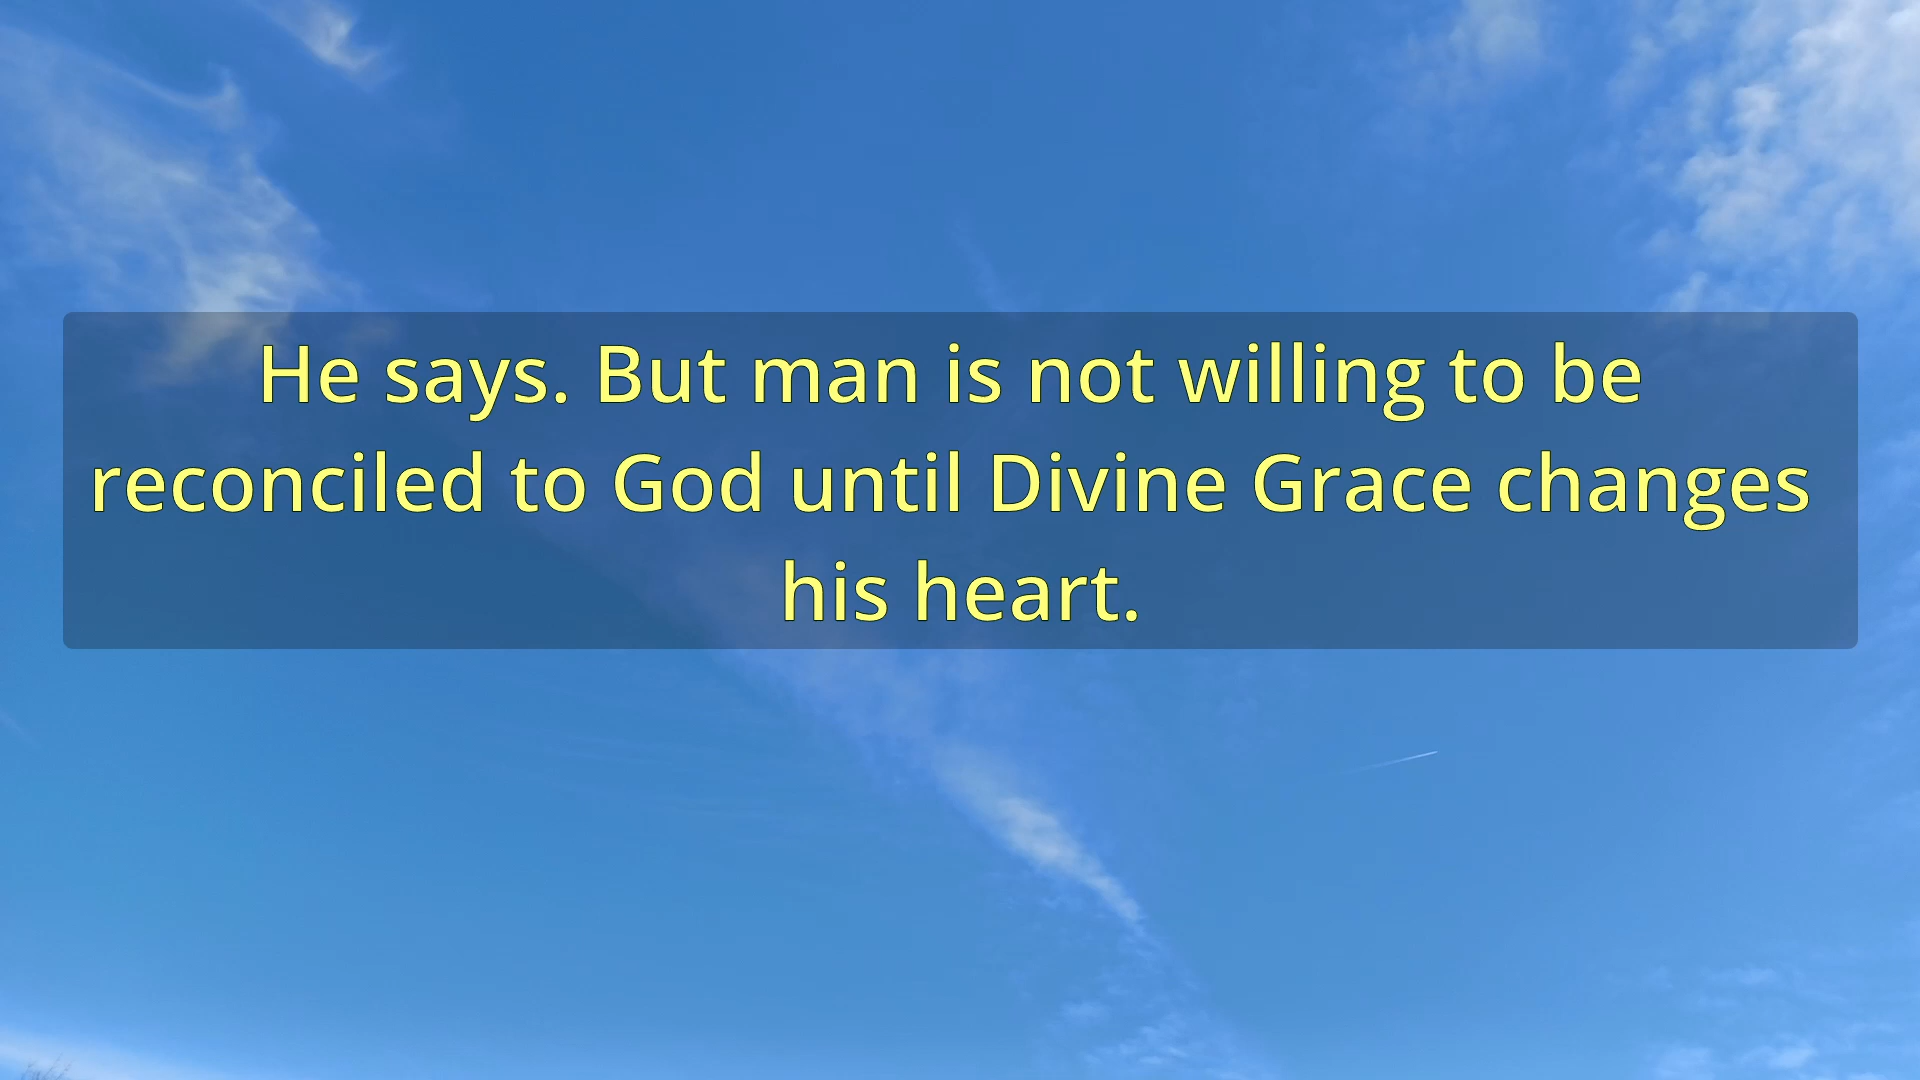 He says. But man is not willing to be
reconciled to God until Divine Grace changes
his heart.